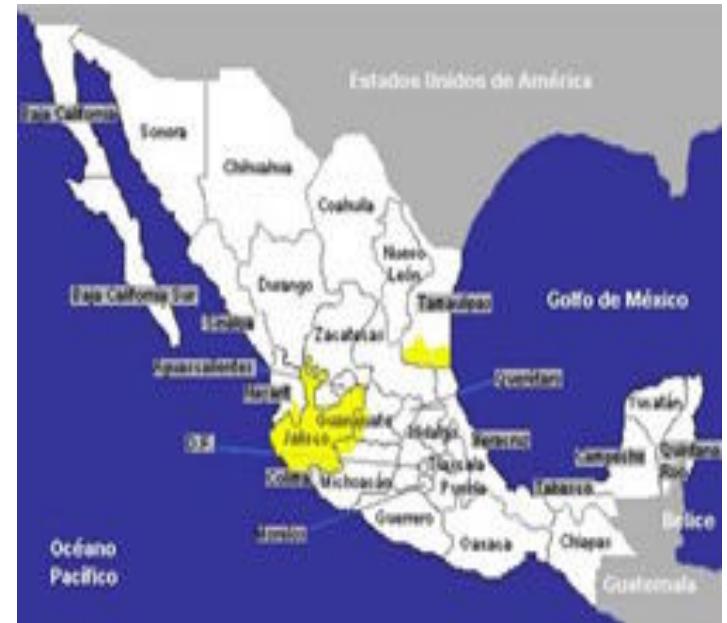 Estados Unidos de América
Baja California
Sonora
Chihuahua
Coahuila
Nuevo
León
Baja California Sur
Durango
Tamaulipas
Golfo de México
Sinaloa
Zacatecas
Aguascalientes
Nayarit
Querétaro
Guanajuato
Jalisco
Hidalgo
Veracruz
Yucatán
D.F.
Campeche
Quintana
Roo
Colima
Michoacán
Tlaxcala
Puebla
Tabasco
Morelos
Guerrero
Oaxaca
Chiapas
Belice
Océano
Pacífico
Guatemala